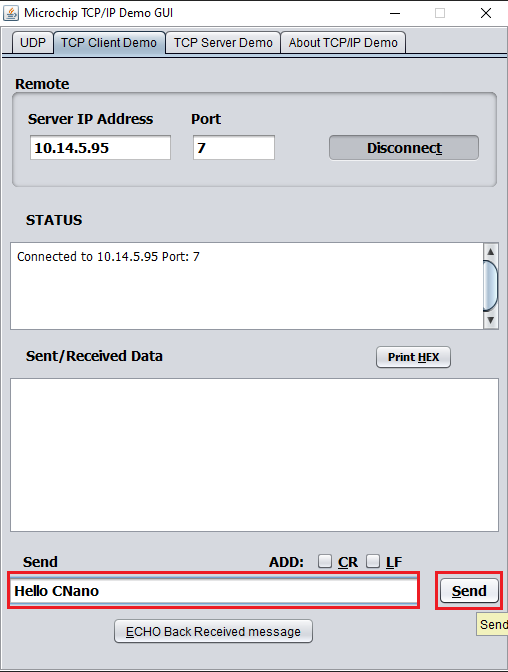 Microchip TCP/IP Demo GUI
UDP TCP Client Demo TCP Server Demo About TCP/IP Demo
Remote
Server IP Address Port
10.14.5.95 7 Disconnect
STATUS
Connected to 10.14.5.95 Port: 7
Sent/Received Data Print HEX
Send ADD: CR LF
Hello CNano Send
Send
ECHO Back Received message